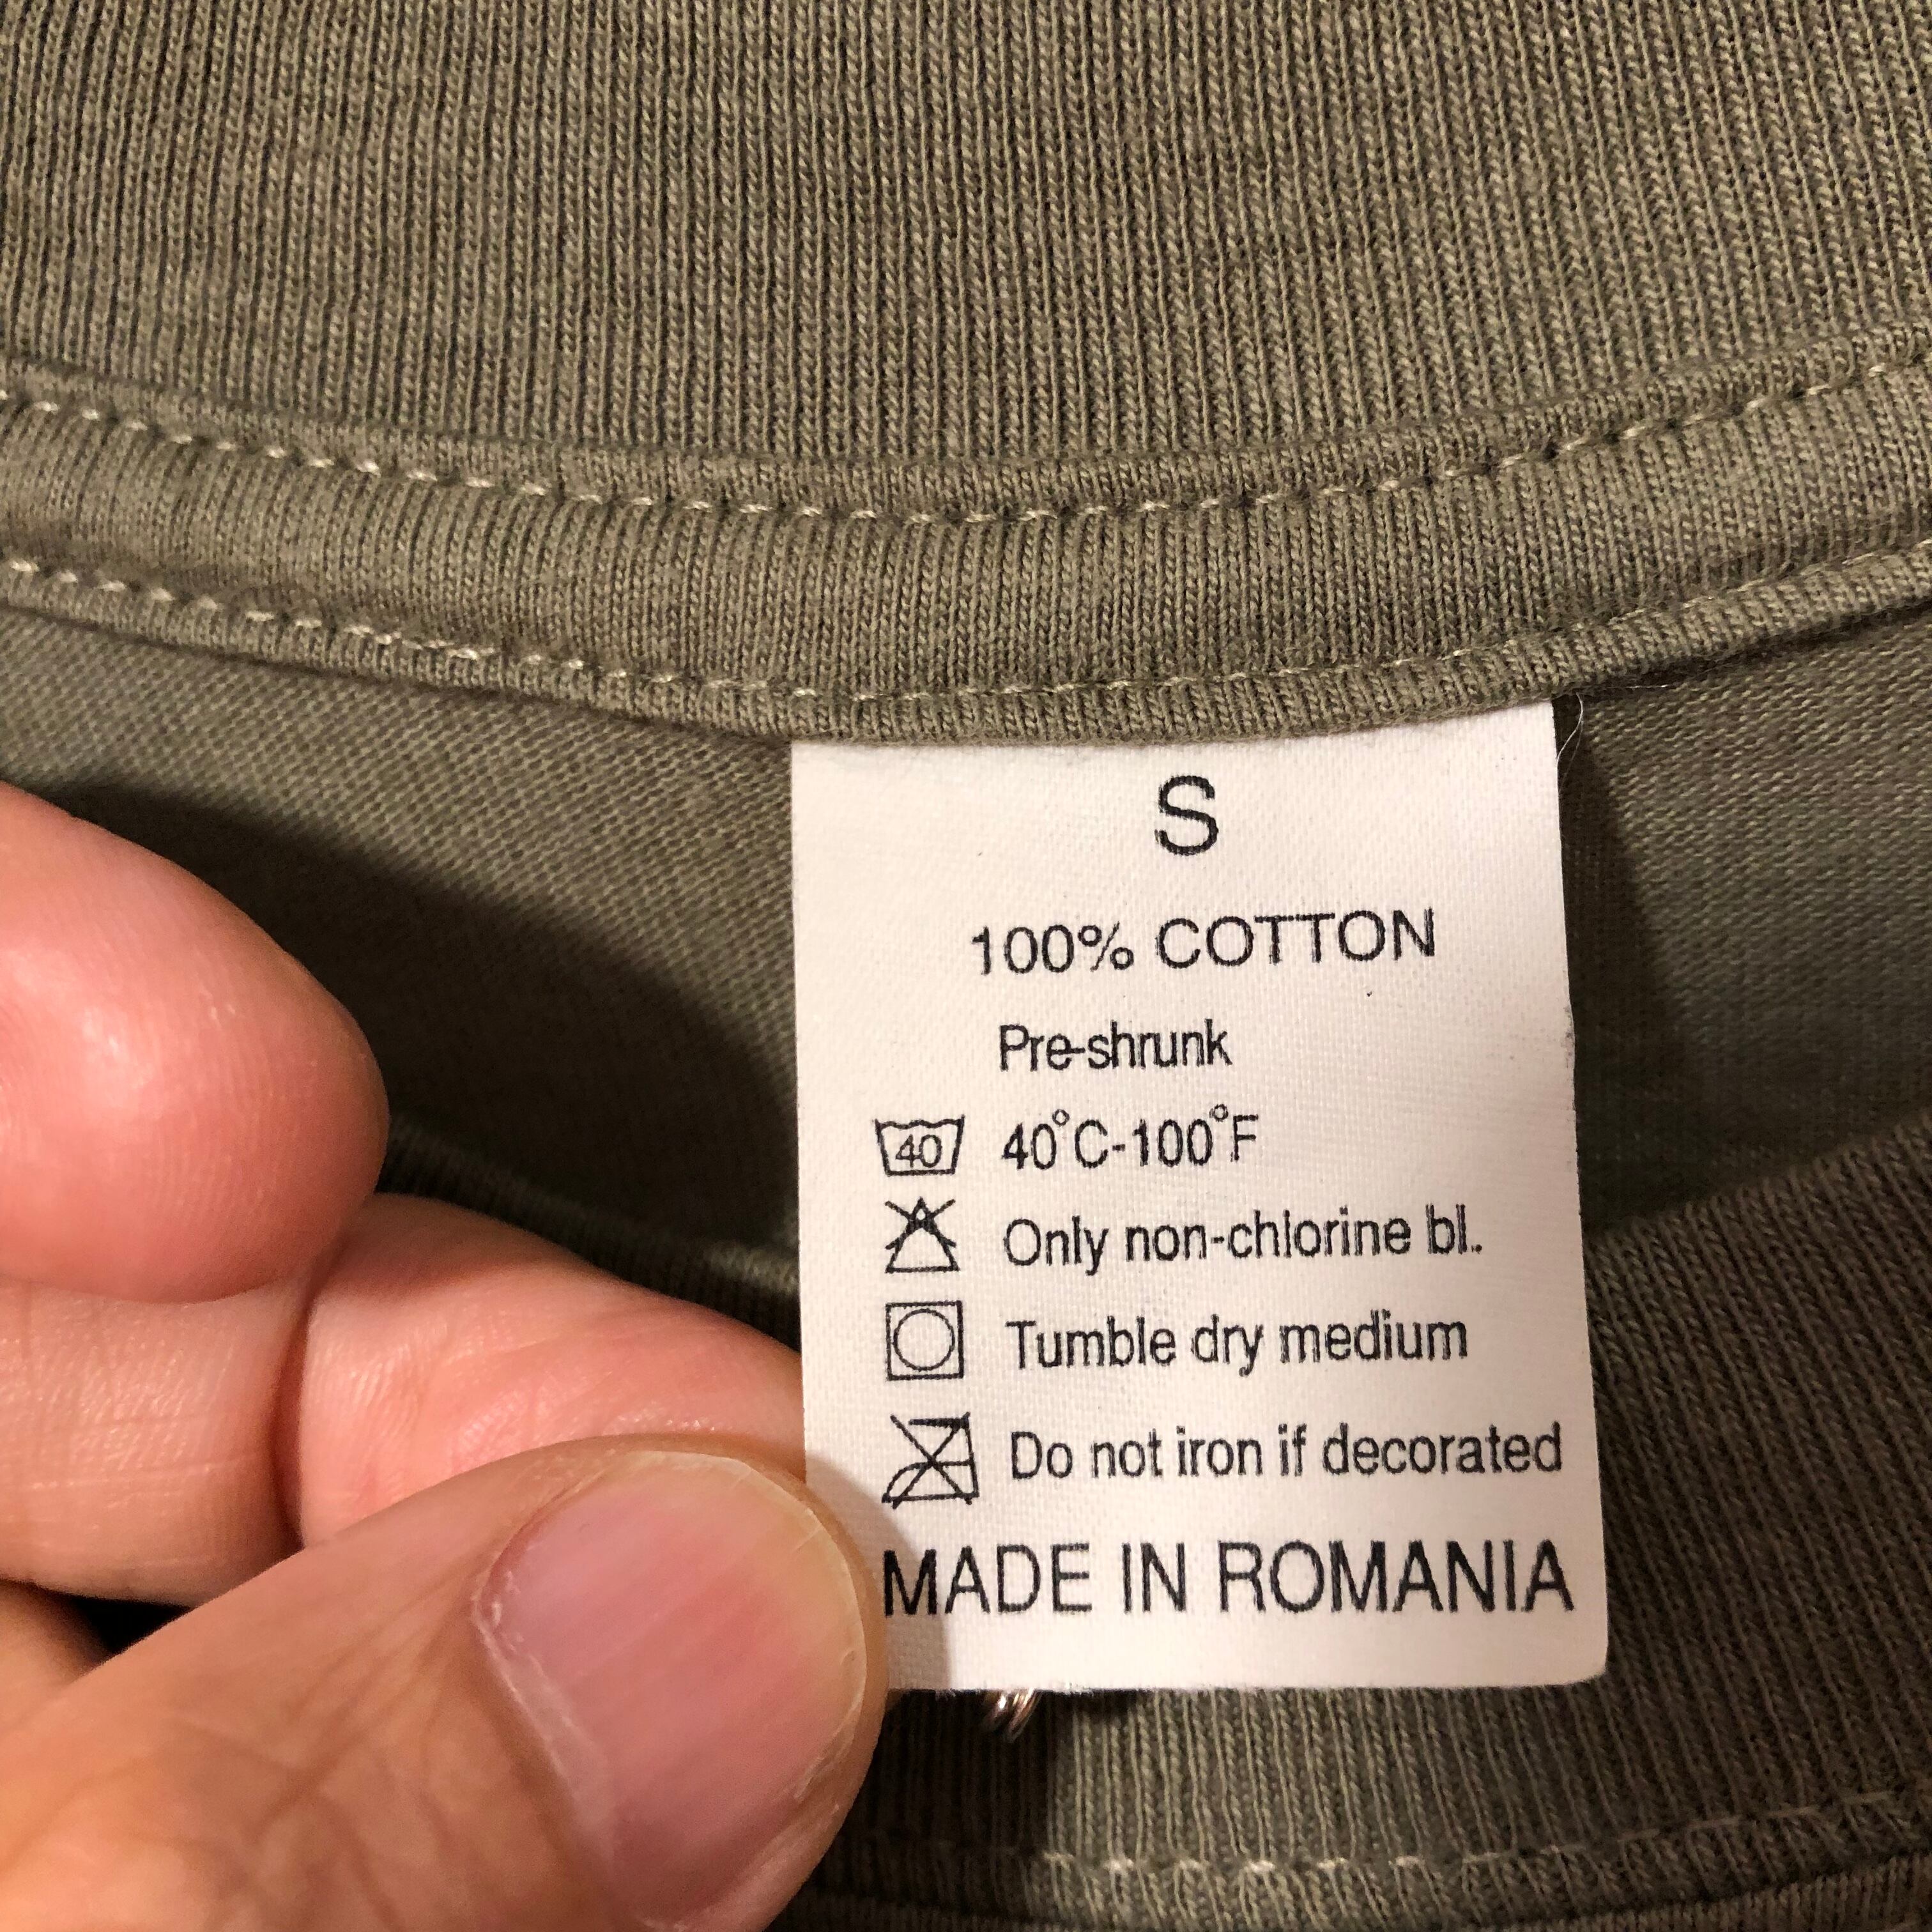 S
100% COTTON
Pre-shrunk
40 40°C-100°F
Only non-chlorine bl.
Tumble dry medium
Do not iron if decorated
MADE IN ROMANIA